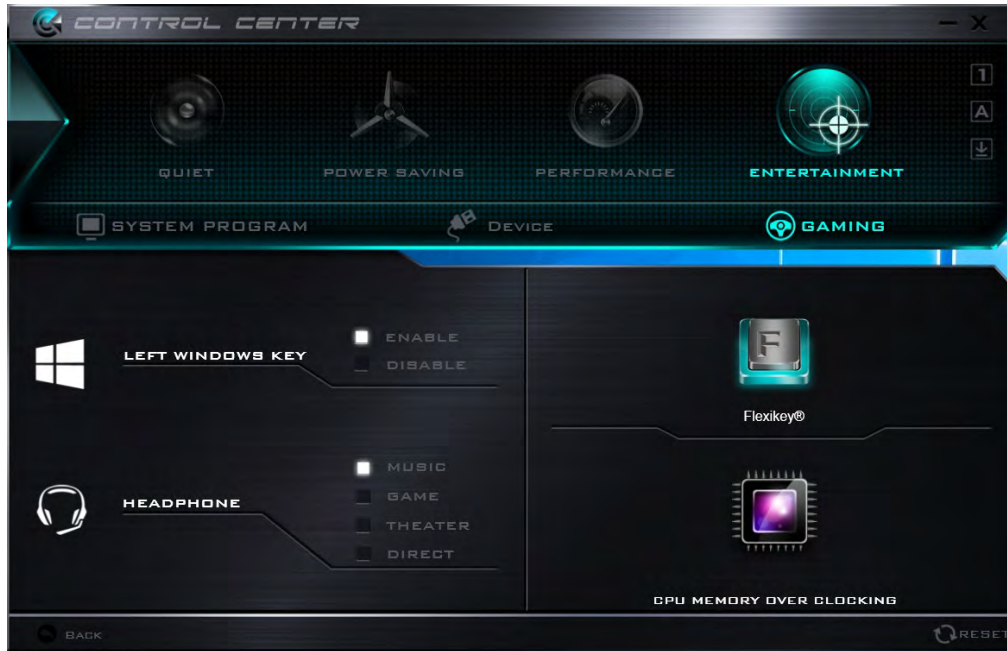 CONTROL CENTER
1
A
QUIET
POWER SAVING
PERFORMANCE
ENTERTAINMENT
SYSTEM PROGRAM
DEVICE
GAMING
LEFT WINDOWS KEY
ENABLE
DISABLE
F
Flexikey®
HEADPHONE
MUSIC
GAME
THEATER
DIRECT
CPU MEMORY OVER CLOCKING
BACK
RESET